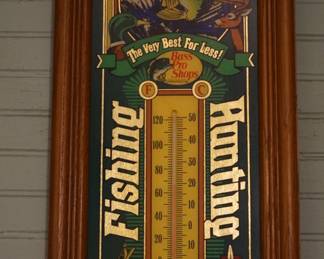 The Very Best For Less!
Bass
Pro Shops
F C
Fishing
Hunting
120 50
100 40
80 30
60 20
40 10
20 0
0 10